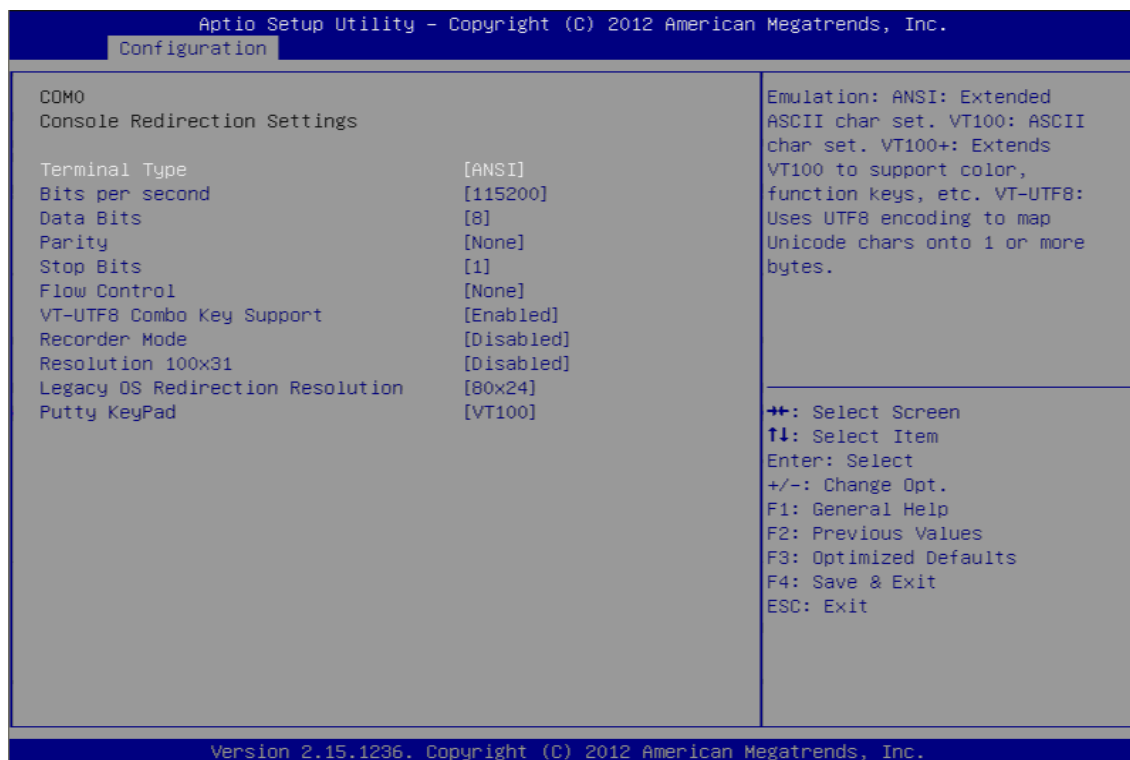 Aptio Setup Utility – Copyright (C) 2012 American Megatrends, Inc.
Configuration
COM0
Console Redirection Settings
Terminal Type [ANSI]
Bits per second [115200]
Data Bits [8]
Parity [None]
Stop Bits [1]
Flow Control [None]
VT-UTF8 Combo Key Support [Enabled]
Recorder Mode [Disabled]
Resolution 100x31 [Disabled]
Legacy OS Redirection Resolution [80x24]
Putty KeyPad [VT100]
Emulation: ANSI: Extended
ASCII char set. VT100: ASCII
char set. VT100+: Extends
VT100 to support color,
function keys, etc. VT-UTF8:
Uses UTF8 encoding to map
Unicode chars onto 1 or more
bytes.
→←: Select Screen
↑↓: Select Item
Enter: Select
+/-: Change Opt.
F1: General Help
F2: Previous Values
F3: Optimized Defaults
F4: Save & Exit
ESC: Exit
Version 2.15.1236. Copyright (C) 2012 American Megatrends, Inc.